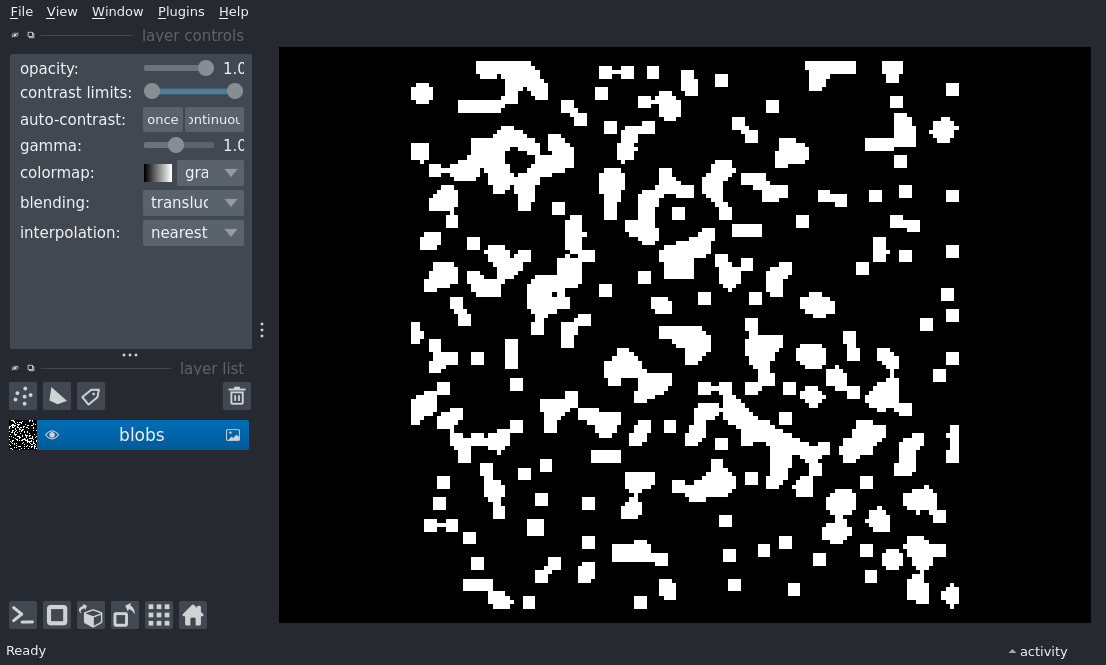 File View Window Plugins Help
layer controls
opacity: 1.0
contrast limits:
auto-contrast: once ontinuou
gamma: 1.0
colormap: gra
blending: transluc
interpolation: nearest
layer list
blobs
Ready
activity